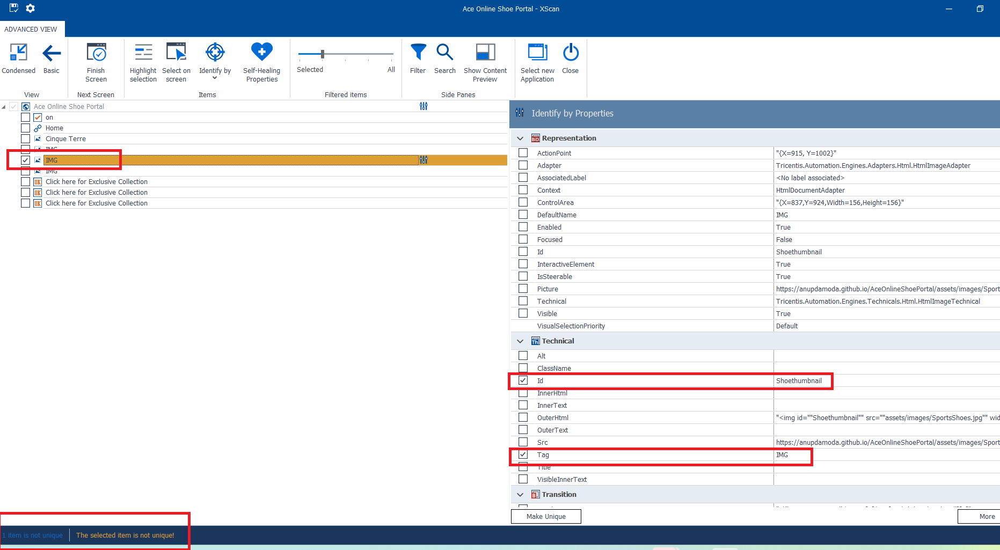 Ace Online Shoe Portal - XScan
ADVANCED VIEW
Condensed
Basic
Finish Screen
Highlight selection
Select on screen
Identify by
Self-Healing Properties
Selected
All
Filter
Search
Show Content Preview
Select new Application
Close
View
Next Screen
Items
Filtered items
Side Panes
Ace Online Shoe Portal
on
Home
Cinque Terre
IMG
IMG
IMG
OK Click here for Exclusive Collection
OK Click here for Exclusive Collection
OK Click here for Exclusive Collection
Identify by Properties
BiD Representation
ActionPoint "{X=915, Y=1002}"
Adapter Tricentis.Automation.Engines.Adapters.Html.HtmlImageAdapter
AssociatedLabel <No label associated>
Context HtmlDocumentAdapter
ControlArea "{X=837,Y=924,Width=156,Height=156}"
DefaultName IMG
Enabled True
Focused False
Id Shoethumbnail
InteractiveElement True
IsSteerable True
Picture https://anupdamoda.github.io/AceOnlineShoePortal/assets/images/Sport
Technical Tricentis.Automation.Engines.Technicals.Html.HtmlImageTechnical
Visible True
VisualSelectionPriority Default
Th Technical
Alt
ClassName
Id Shoethumbnail
InnerHtml
InnerText
OuterHtml "<img id=""Shoethumbnail"" src=""assets/images/SportsShoes.jpg"" wid
OuterText
Src https://anupdamoda.github.io/AceOnlineShoePortal/assets/images/Sport
Tag IMG
Title
VisibleInnerText
Transition
Make Unique
More
1 item is not unique
The selected item is not unique!